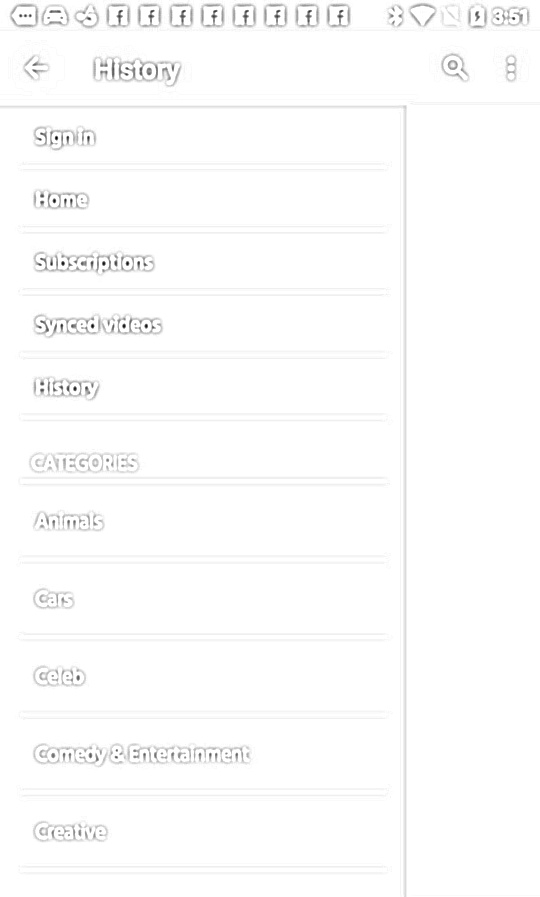 3:51
History
Sign in
Home
Subscriptions
Synced videos
History
CATEGORIES
Animals
Cars
Celeb
Comedy & Entertainment
Creative